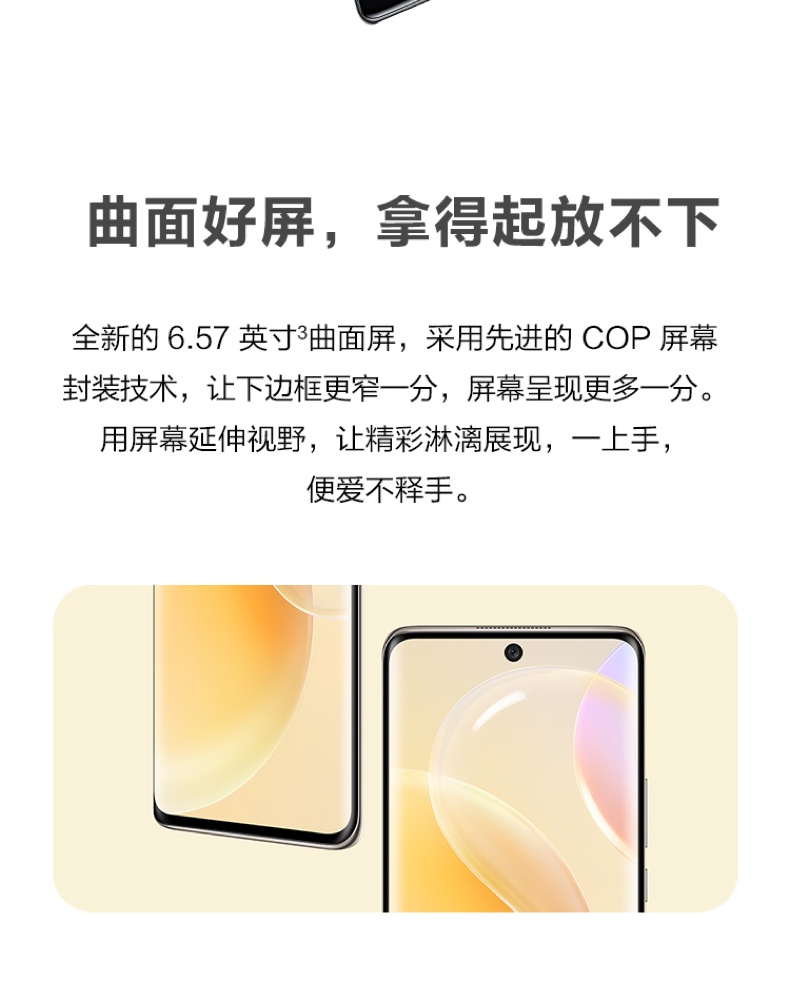 曲面好屏，拿得起放不下
全新的 6.57 英寸³曲面屏，采用先进的 COP 屏幕
封装技术，让下边框更窄一分，屏幕呈现更多一分。
用屏幕延伸视野，让精彩淋漓展现，一上手，
便爱不释手。